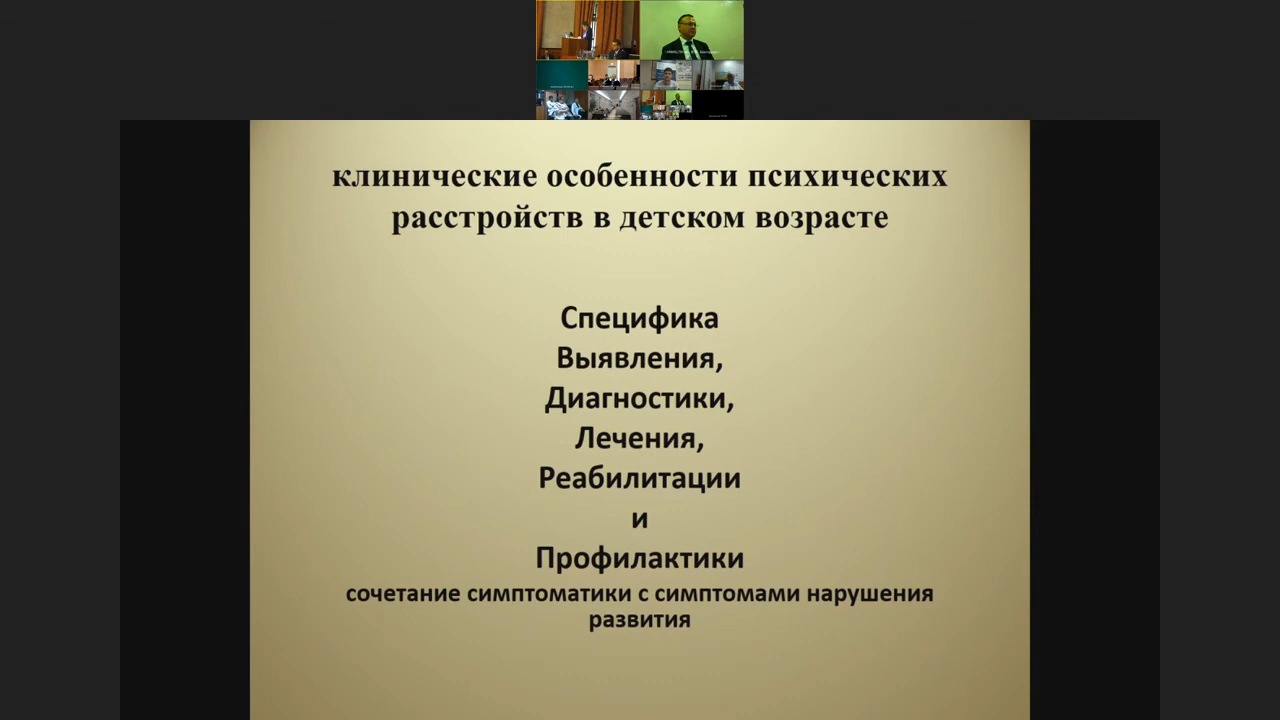 клинические особенности психических
расстройств в детском возрасте
Специфика
Выявления,
Диагностики,
Лечения,
Реабилитации
и
Профилактики
сочетание симптоматики с симптомами нарушения
развития